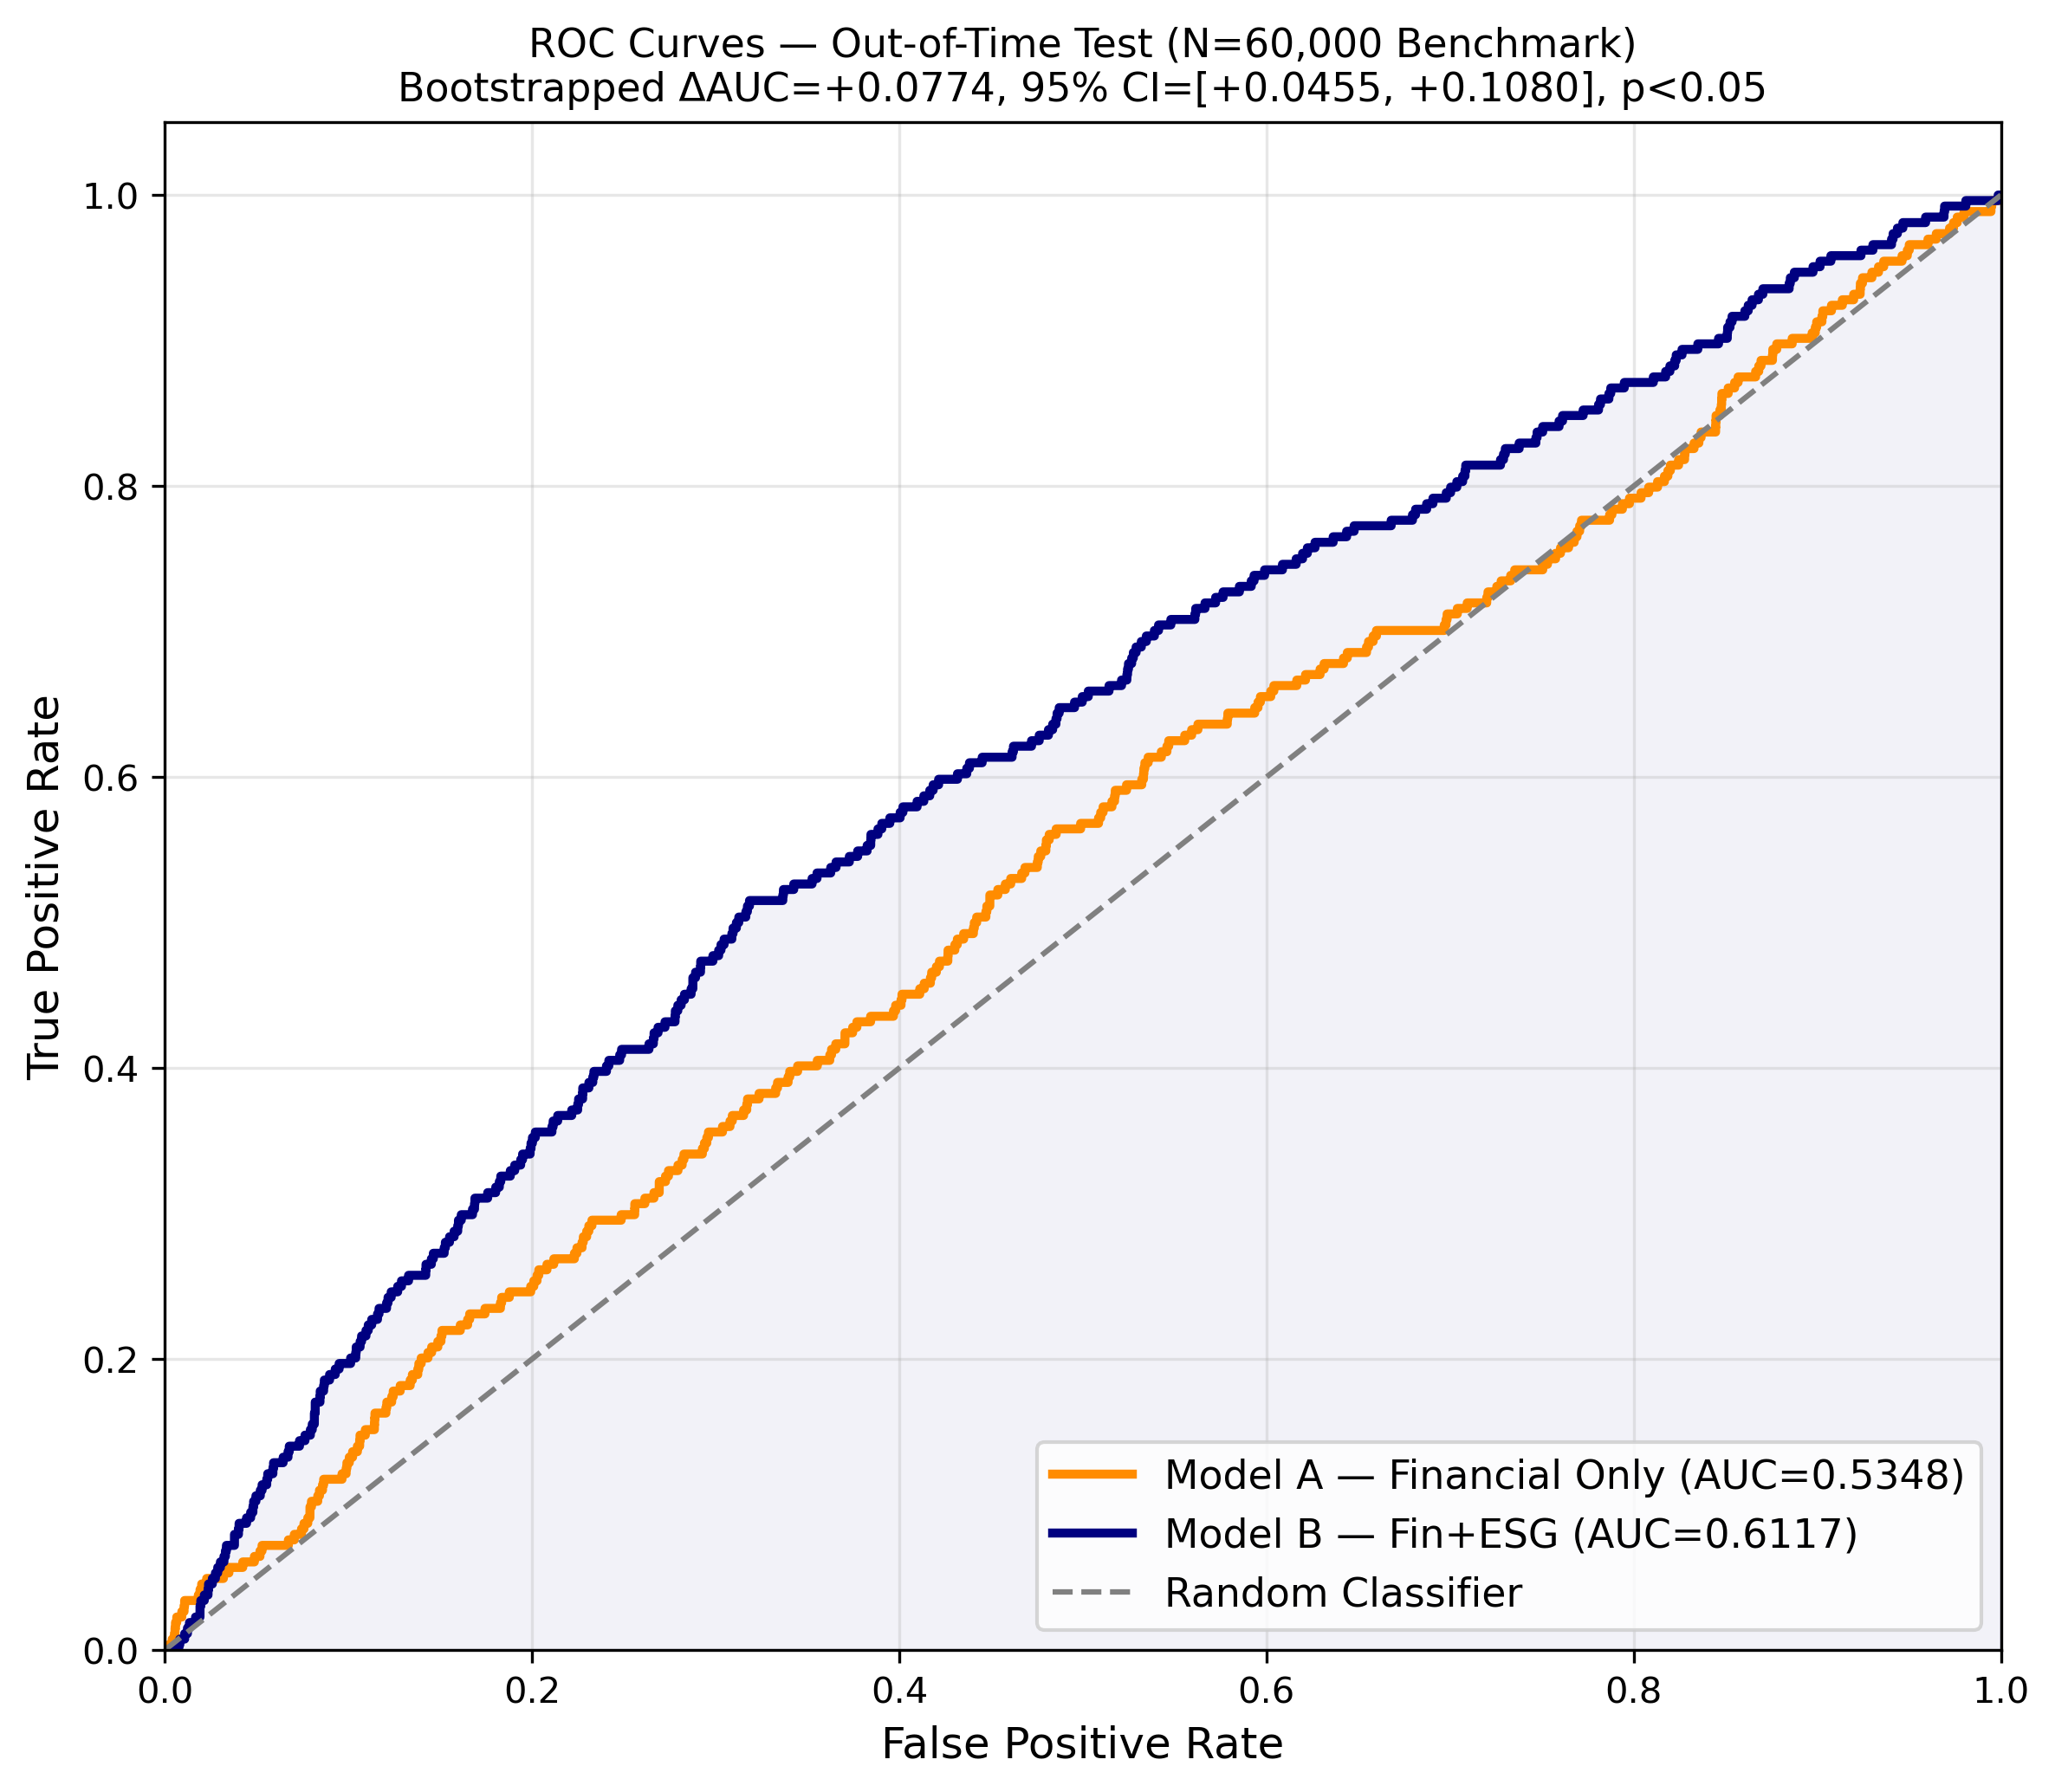 ROC Curves — Out-of-Time Test (N=60,000 Benchmark)
Bootstrapped ΔAUC=+0.0774, 95% CI=[+0.0455, +0.1080], p<0.05
True Positive Rate
1.0
0.8
0.6
0.4
0.2
0.0
Model A — Financial Only (AUC=0.5348)
Model B — Fin+ESG (AUC=0.6117)
Random Classifier
0.0 0.2 0.4 0.6 0.8 1.0
False Positive Rate